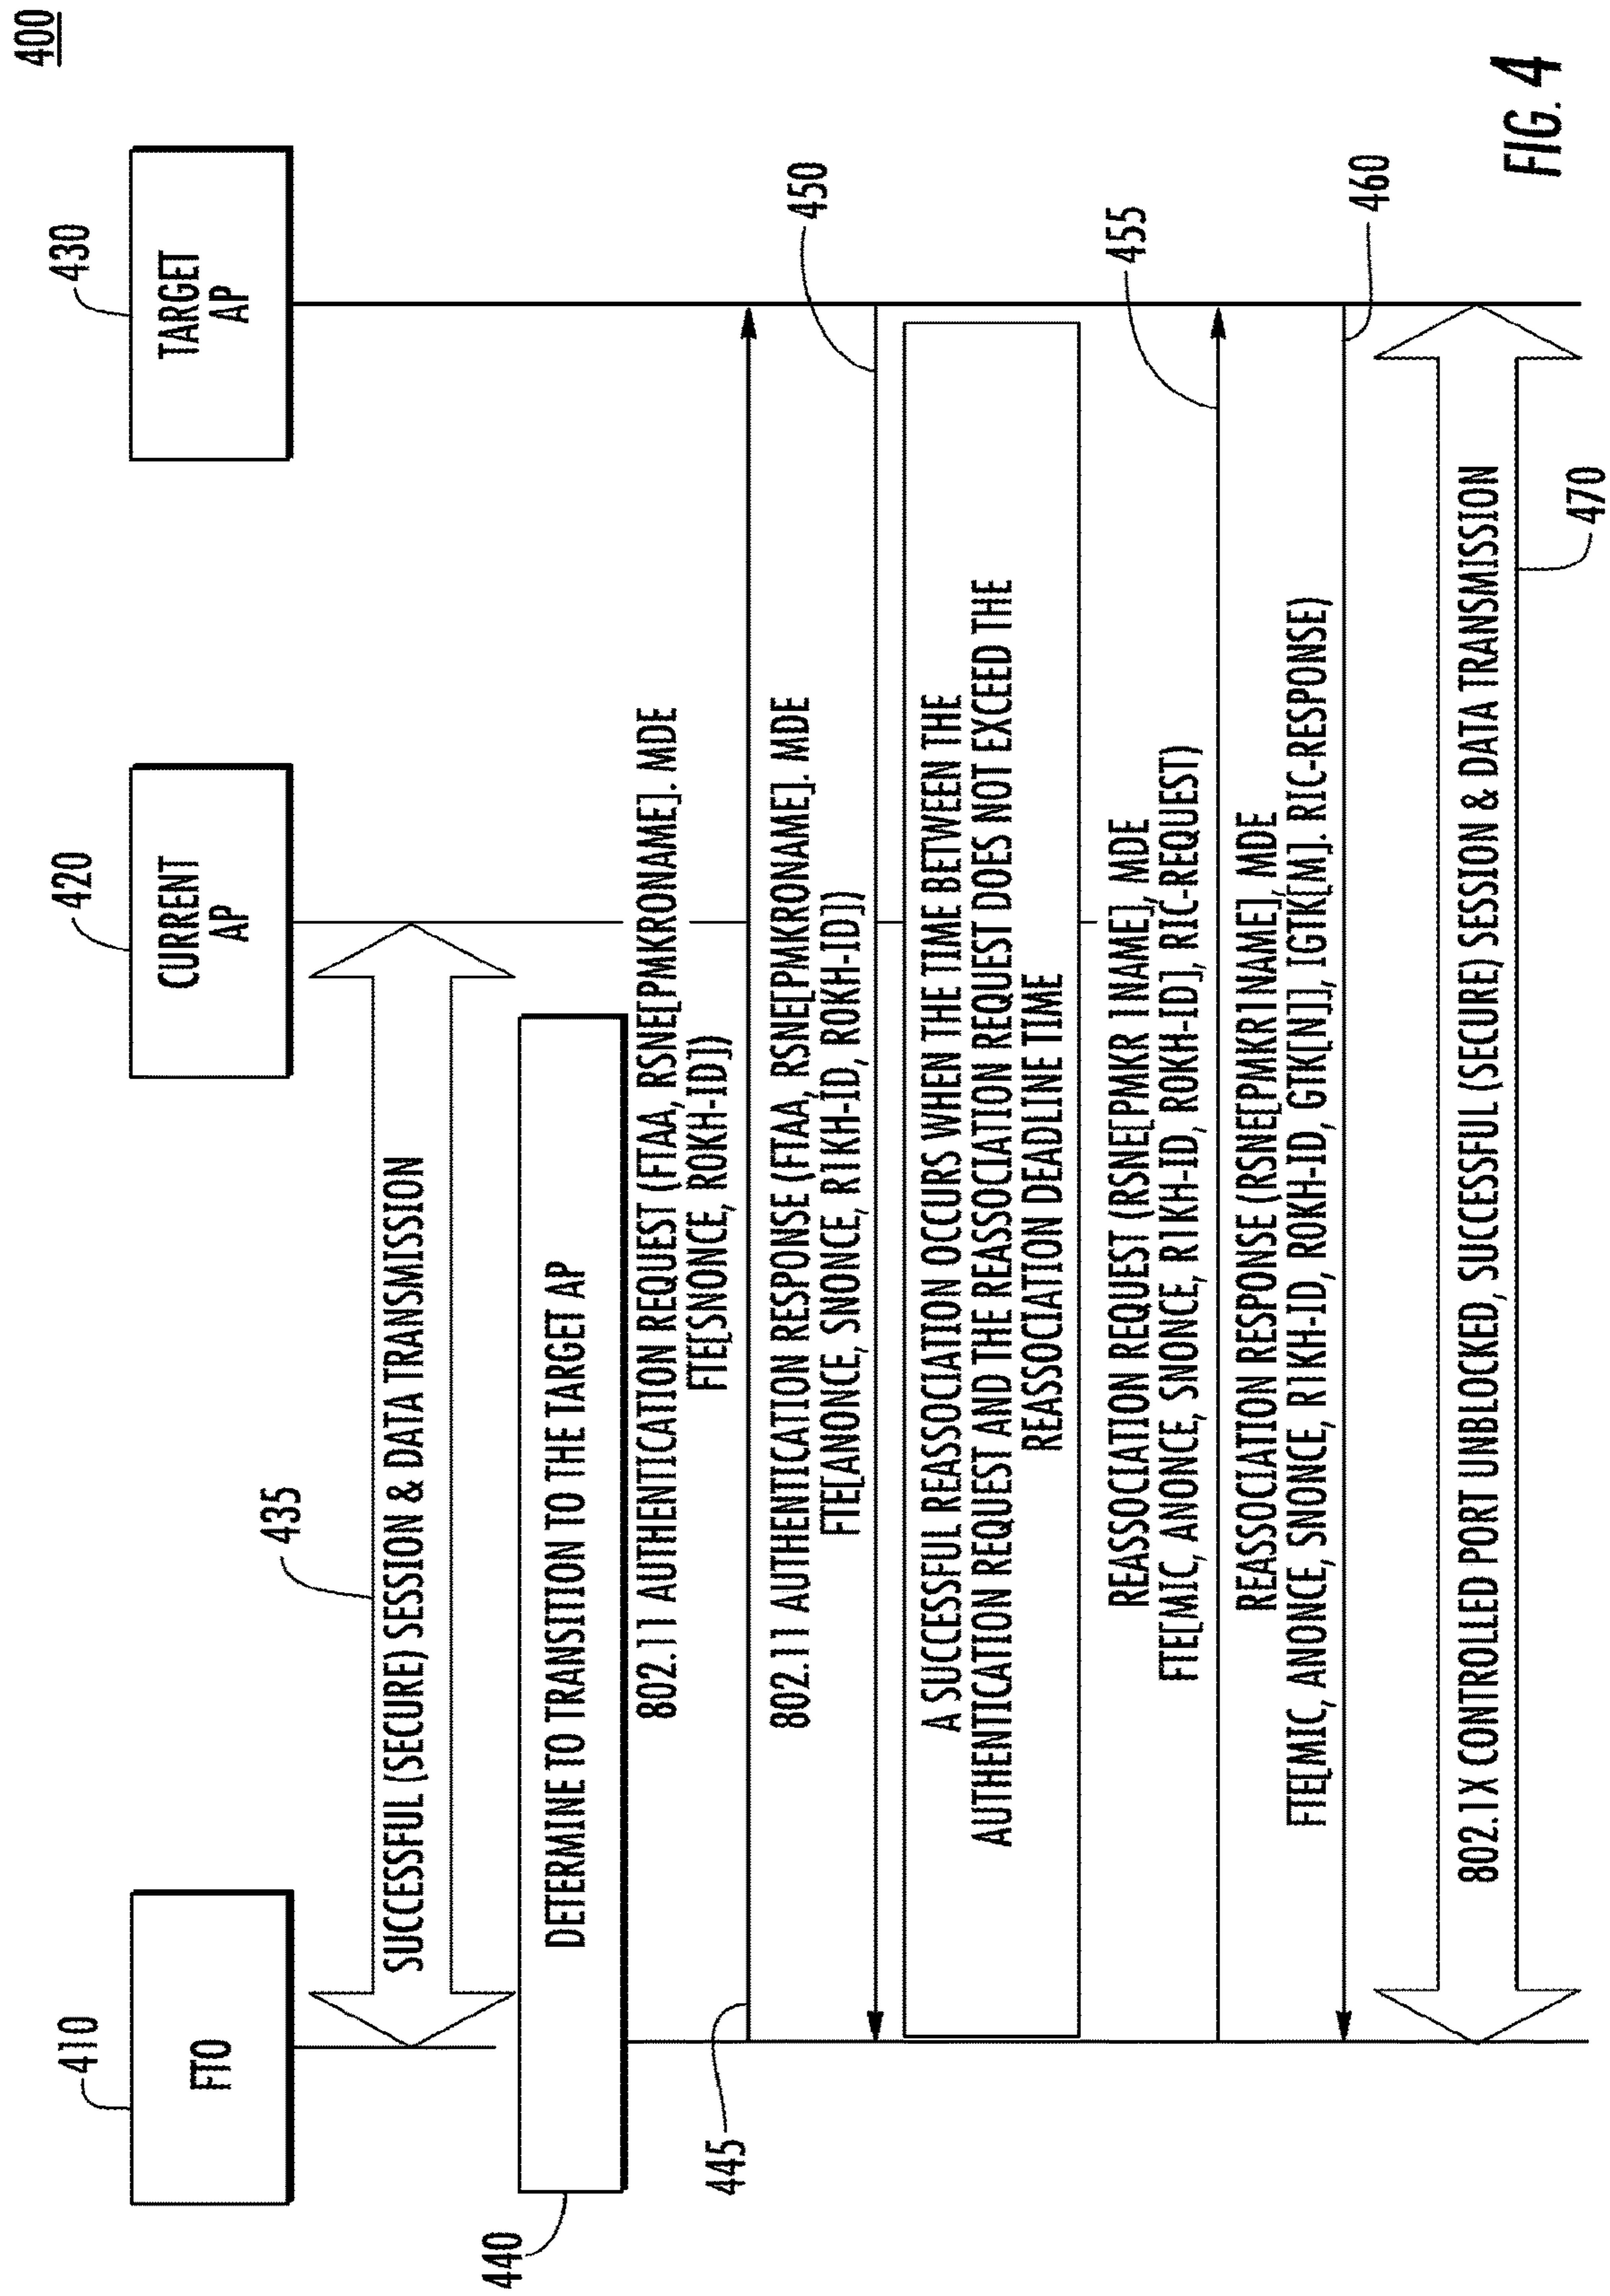 400
410
FTO
420
CURRENT
AP
430
TARGET
AP
435
SUCCESSFUL (SECURE) SESSION & DATA TRANSMISSION
440
DETERMINE TO TRANSITION TO THE TARGET AP
445
802.11 AUTHENTICATION REQUEST (FTAA, RSNE[PMKRONAME]. MDE
FTE[SNONCE, ROKH-ID])
450
802.11 AUTHENTICATION RESPONSE (FTAA, RSNE[PMKRONAME]. MDE
FTE[ANONCE, SNONCE, R1KH-ID, ROKH-ID])
A SUCCESSFUL REASSOCIATION OCCURS WHEN THE TIME BETWEEN THE
AUTHENTICATION REQUEST AND THE REASSOCIATION REQUEST DOES NOT EXCEED THE
REASSOCIATION DEADLINE TIME
455
REASSOCIATION REQUEST (RSNE[PMKR 1NAME], MDE
FTE[MIC, ANONCE, SNONCE, R1KH-ID, ROKH-ID], RIC-REQUEST)
460
REASSOCIATION RESPONSE (RSNE[PMKR1NAME], MDE
FTE[MIC, ANONCE, SNONCE, R1KH-ID, ROKH-ID, GTK[N]], IGTK[M]. RIC-RESPONSE)
802.1X CONTROLLED PORT UNBLOCKED, SUCCESSFUL (SECURE) SESSION & DATA TRANSMISSION
470
FIG. 4